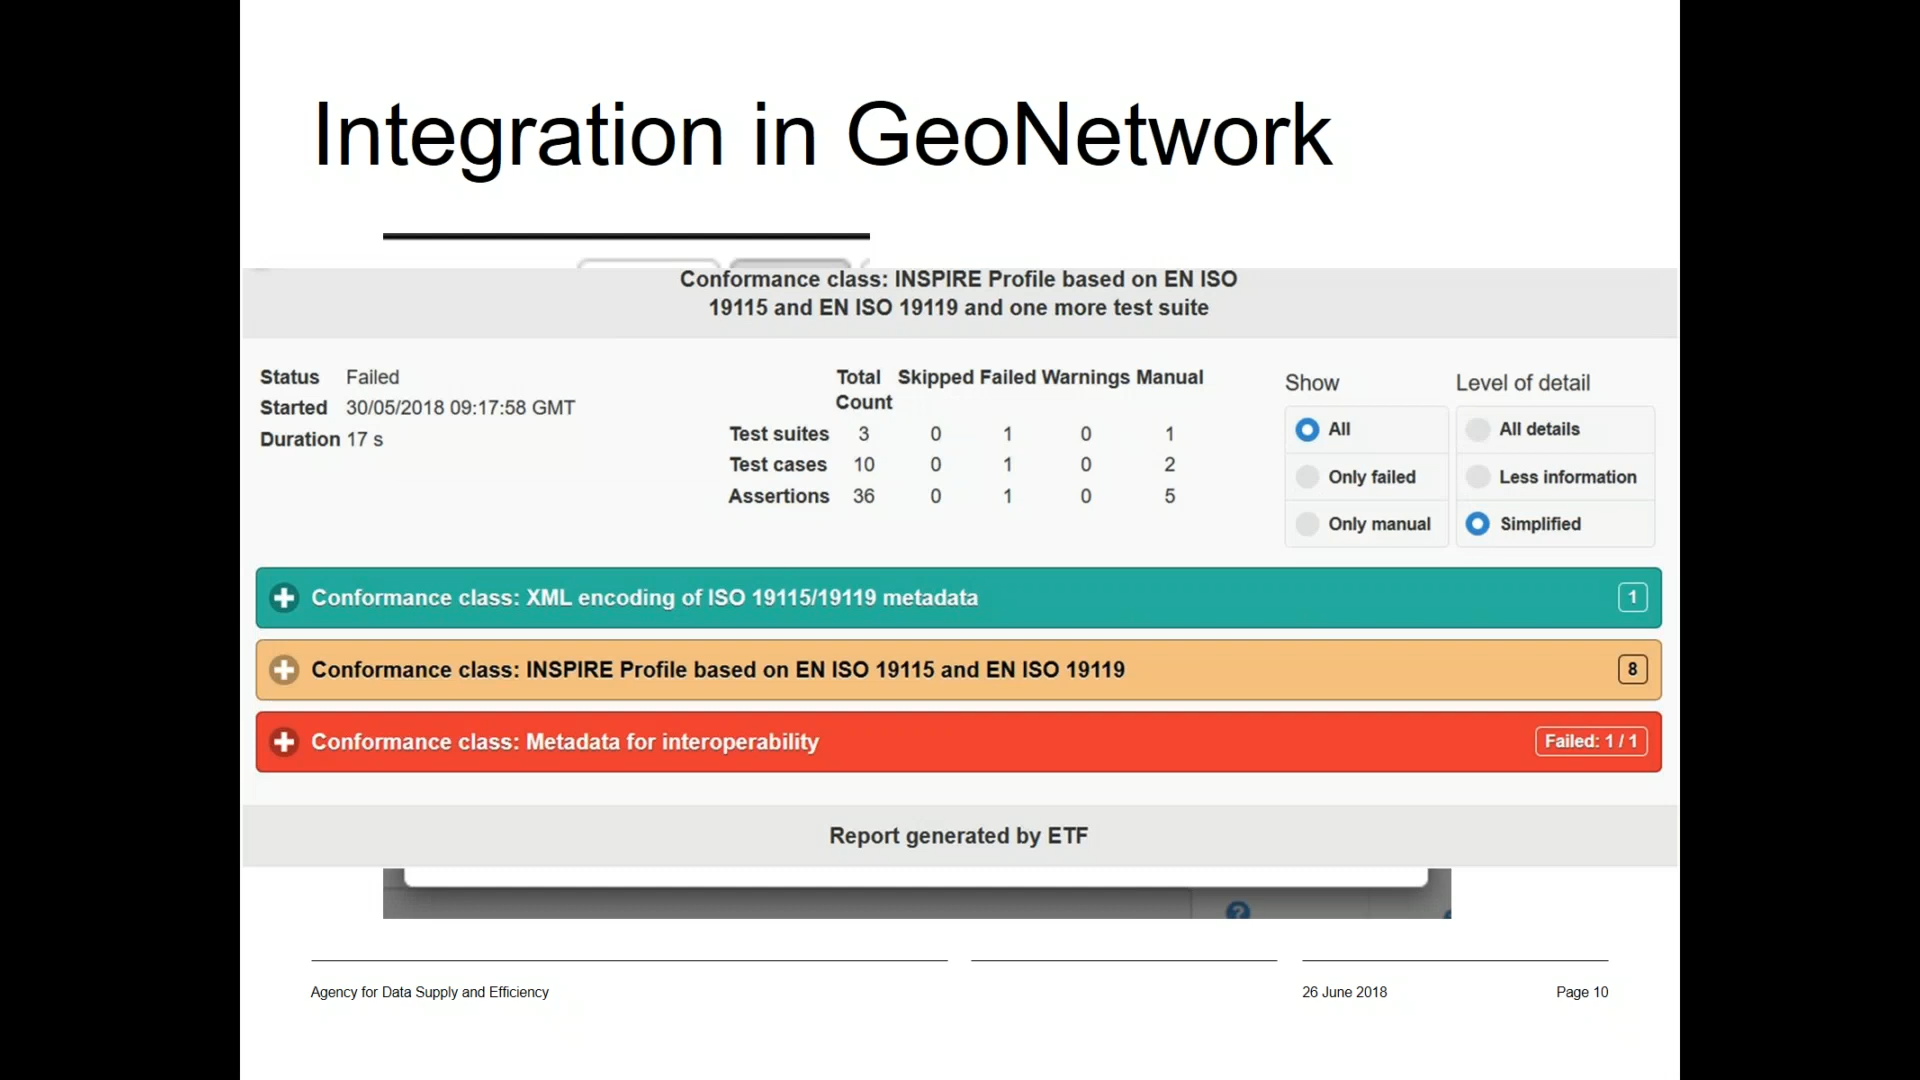 Integration in GeoNetwork
Conformance class: INSPIRE Profile based on EN ISO
19115 and EN ISO 19119 and one more test suite
Status Failed
Started 30/05/2018 09:17:58 GMT
Duration 17 s
Total Count Skipped Failed Warnings Manual
Test suites 3 0 1 0 1
Test cases 10 0 1 0 2
Assertions 36 0 1 0 5
Show
All
Only failed
Only manual
Level of detail
All details
Less information
Simplified
Conformance class: XML encoding of ISO 19115/19119 metadata 1
Conformance class: INSPIRE Profile based on EN ISO 19115 and EN ISO 19119 8
Conformance class: Metadata for interoperability Failed: 1 / 1
Report generated by ETF
?
Agency for Data Supply and Efficiency 26 June 2018 Page 10